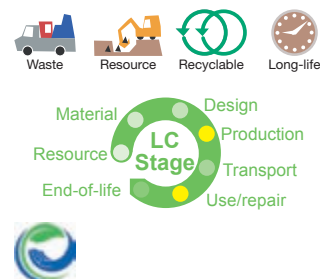 Waste Resource Recyclable Long-life
Material Design
Production
LC
Stage
Resource
Transport
End-of-life
Use/repair